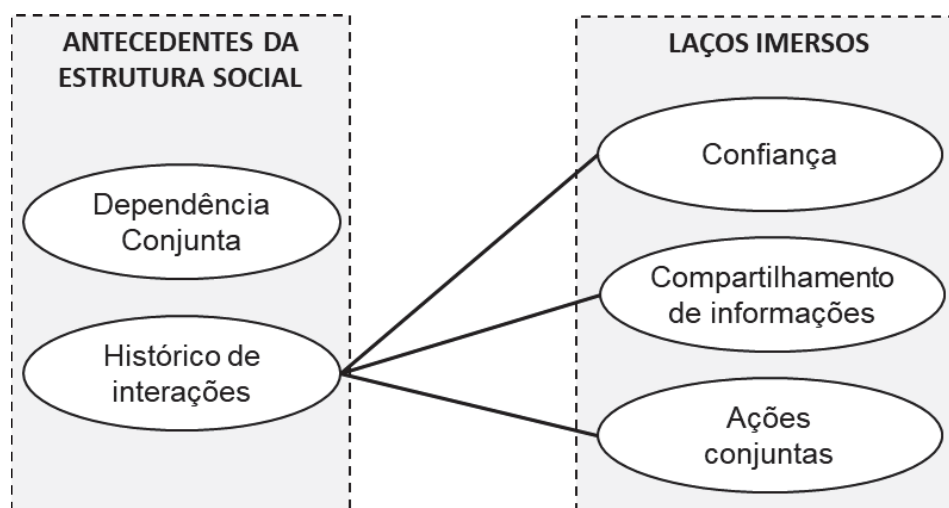 ANTECEDENTES DA
ESTRUTURA SOCIAL
Dependência
Conjunta
Histórico de
interações
LAÇOS IMERSOS
Confiança
Compartilhamento
de informações
Ações
conjuntas